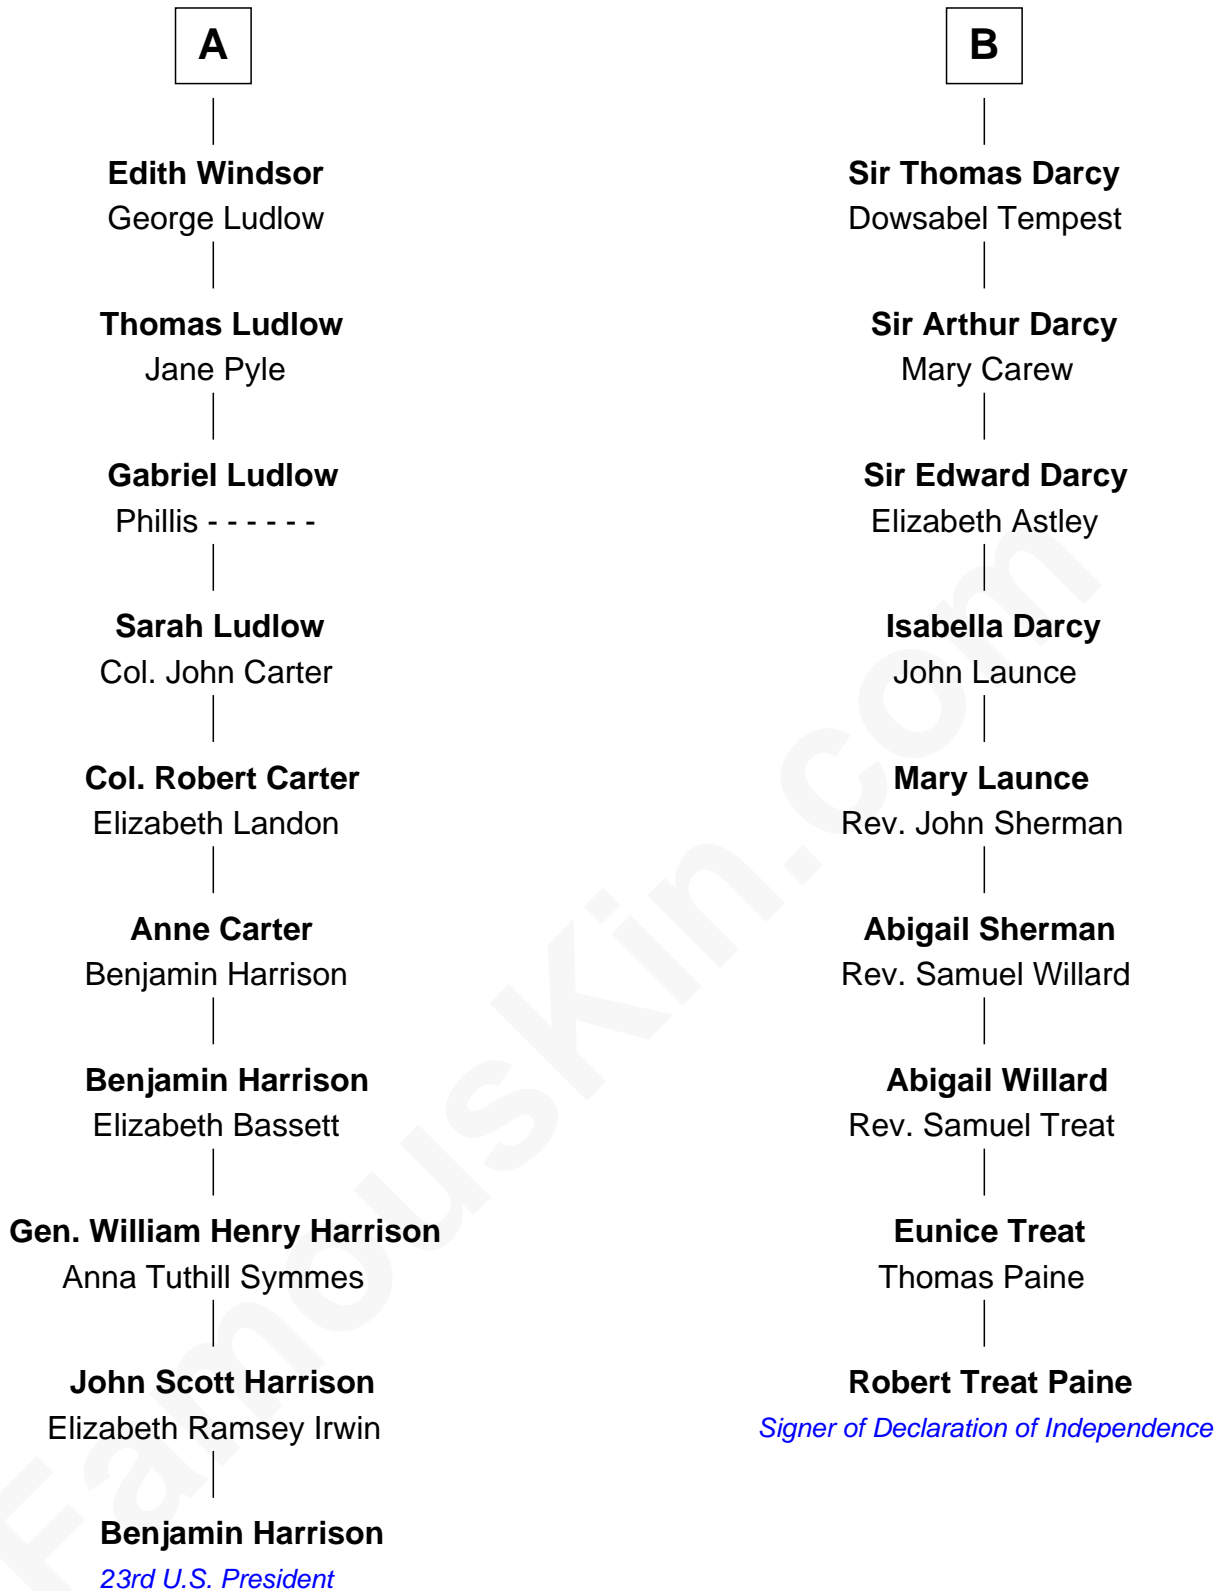 A
Edith Windsor
George Ludlow
Thomas Ludlow
Jane Pyle
Gabriel Ludlow
Phillis - - - - - -
Sarah Ludlow
Col. John Carter
Col. Robert Carter
Elizabeth Landon
Anne Carter
Benjamin Harrison
Benjamin Harrison
Elizabeth Bassett
Gen. William Henry Harrison
Anna Tuthill Symmes
John Scott Harrison
Elizabeth Ramsey Irwin
Benjamin Harrison
23rd U.S. President
B
Sir Thomas Darcy
Dowsabel Tempest
Sir Arthur Darcy
Mary Carew
Sir Edward Darcy
Elizabeth Astley
Isabella Darcy
John Launce
Mary Launce
Rev. John Sherman
Abigail Sherman
Rev. Samuel Willard
Abigail Willard
Rev. Samuel Treat
Eunice Treat
Thomas Paine
Robert Treat Paine
Signer of Declaration of Independence
FamousKin.com